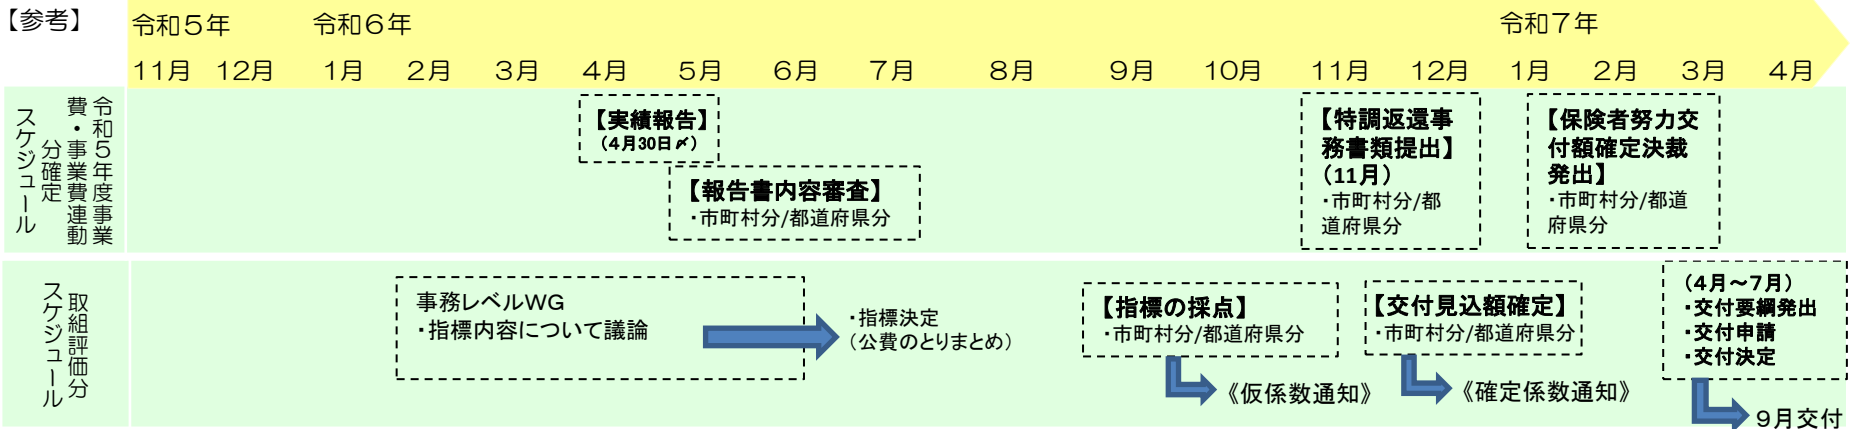 【参考】
令和５年
令和６年
令和７年
11月 12月 1月 2月 3月 4月 5月 6月 7月 8月 9月 10月 11月 12月 1月 2月 3月 4月
令和５年度事業
費・事業費連動
分確定
スケジュール
【実績報告】
（4月30日〆）
【報告書内容審査】
・市町村分/都道府県分
【特調返還事
務書類提出】
（11月）
・市町村分/都
道府県分
【保険者努力交
付額確定決裁
発出】
・市町村分/都道
府県分
取組評価分
スケジュール
事務レベルWG
・指標内容について議論
・指標決定
（公費のとりまとめ）
【指標の採点】
・市町村分/都道府県分
《仮係数通知》
【交付見込額確定】
・市町村分/都道府県分
《確定係数通知》
（4月～7月）
・交付要綱発出
・交付申請
・交付決定
９月交付